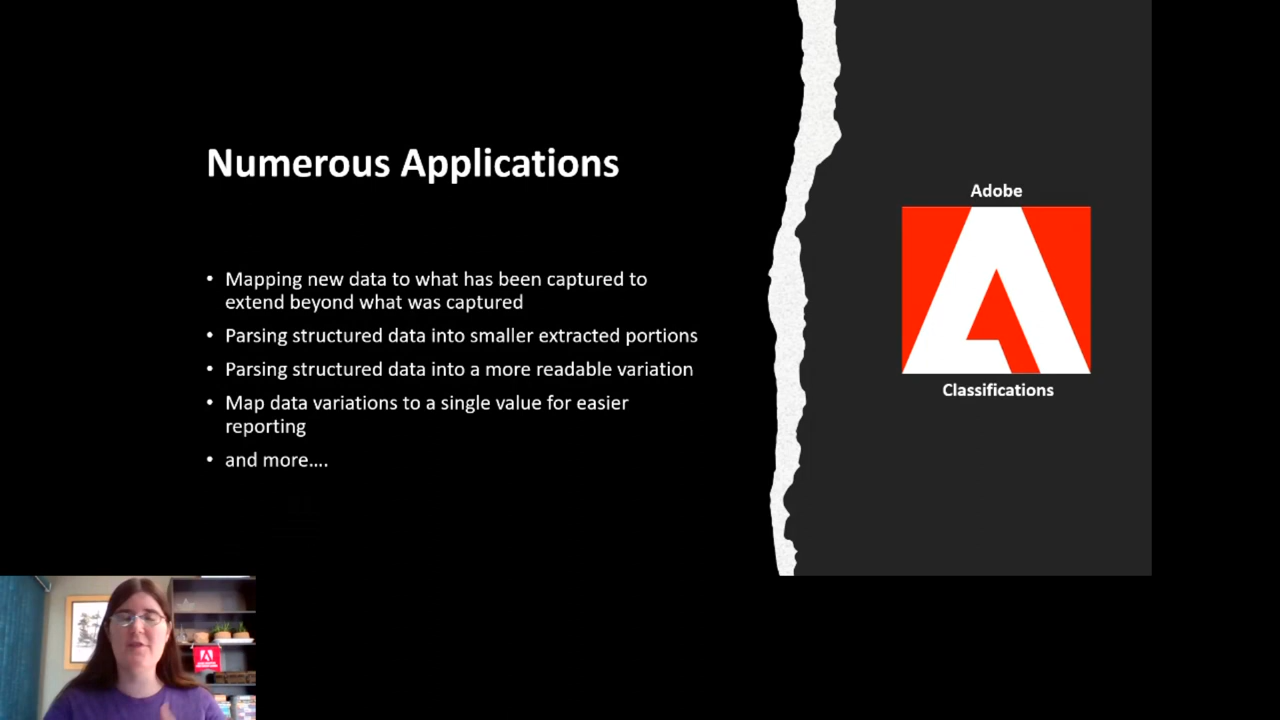 Numerous Applications
• Mapping new data to what has been captured to
extend beyond what was captured
• Parsing structured data into smaller extracted portions
• Parsing structured data into a more readable variation
• Map data variations to a single value for easier
reporting
• and more....
Adobe
Classifications